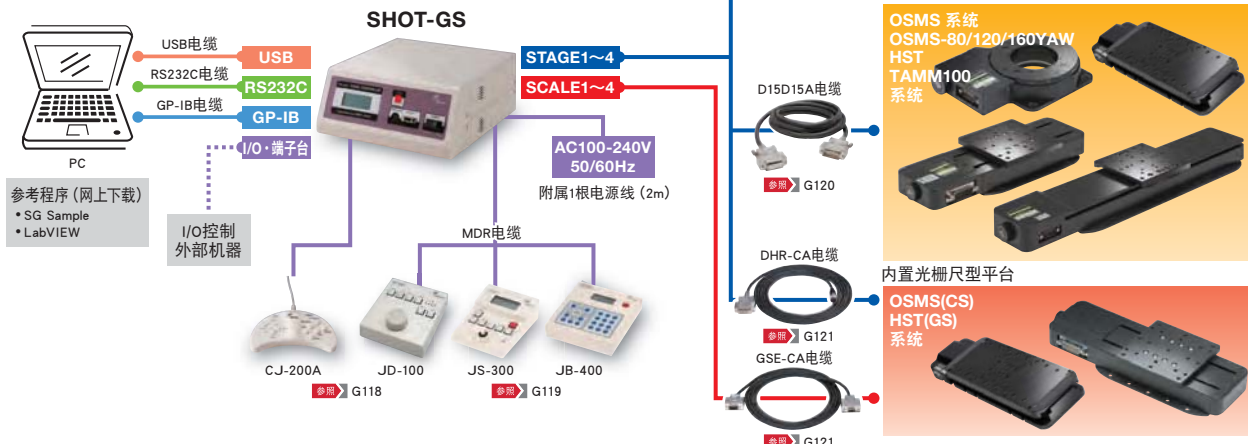 SHOT-GS
USB电缆
USB
RS232C电缆
RS232C
GP-IB电缆
GP-IB
I/O・端子台
PC
参考程序（网上下载）
• SG Sample
• LabVIEW
I/O控制
外部机器
STAGE1～4
SCALE1～4
AC100-240V
50/60Hz
附属1根电源线（2m）
MDR电缆
CJ-200A
JD-100
JS-300
JB-400
参照 G118
参照 G119
D15D15A电缆
参照 G120
DHR-CA电缆
参照 G121
GSE-CA电缆
参照 G121
OSMS 系统
OSMS-80/120/160YAW
HST
TAMM100
系统
内置光栅尺型平台
OSMS(CS)
HST(GS)
系统